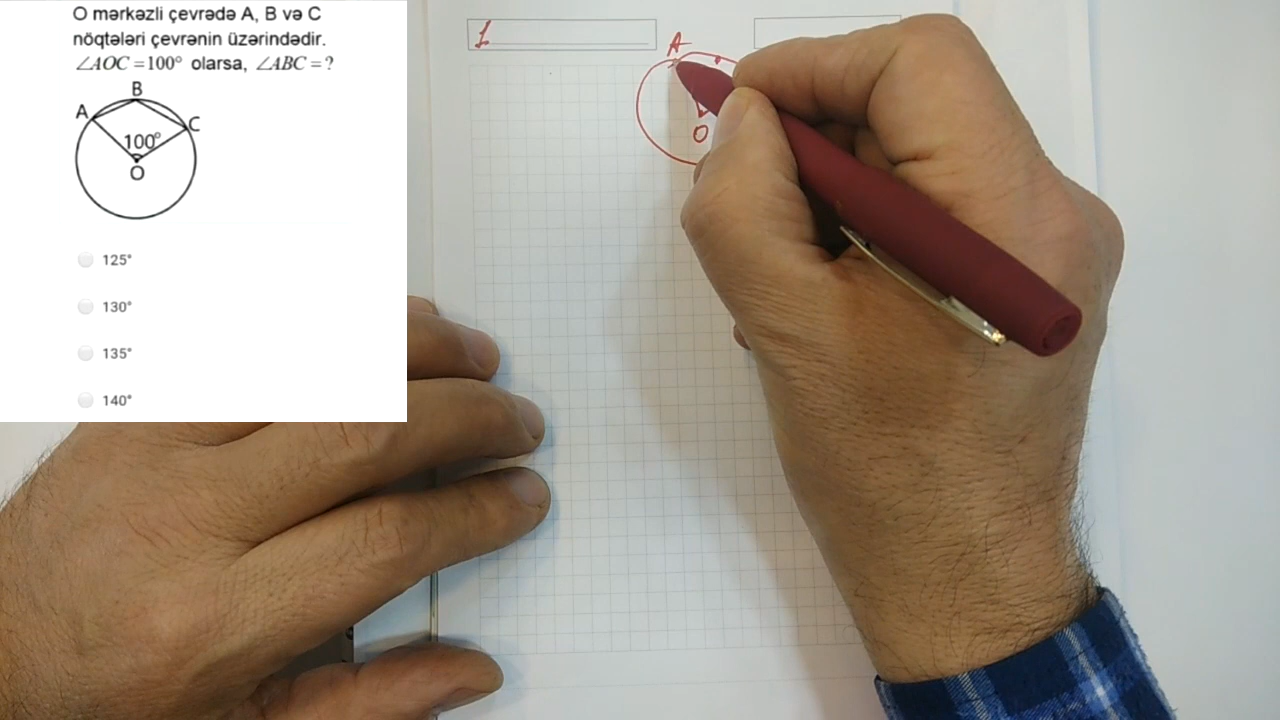 O mərkəzli çevrədə A, B və C
nöqtələri çevrənin üzərindədir.
∠AOC =100° olarsa, ∠ABC = ?
B
A
C
100°
O
125°
130°
135°
140°
1
A
O